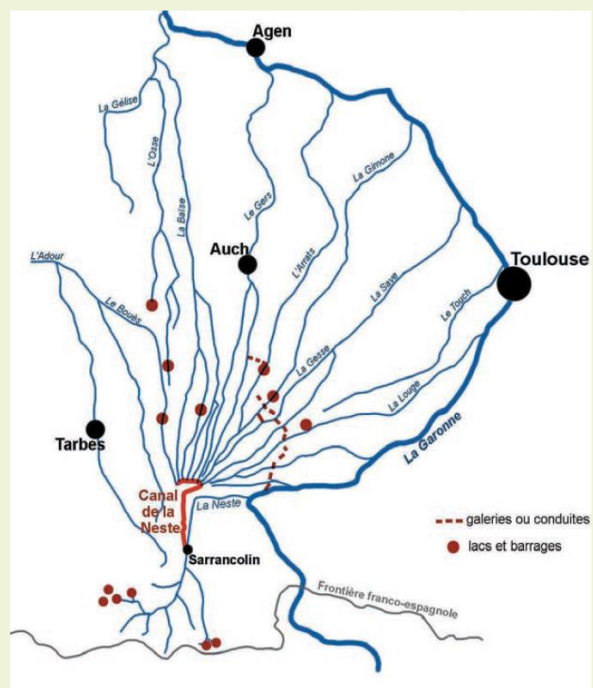 Agen
La Gélise
L'Osse
La Baïse
Le Gers
La Gimone
L'Arrats
Auch
L'Adour
Le Bouès
La Save
Toulouse
Le Touch
La Gesse
La Louge
La Garonne
Tarbes
Canal
de la
Neste
La Neste
Sarrancolin
galeries ou conduites
lacs et barrages
Frontière franco-espagnole